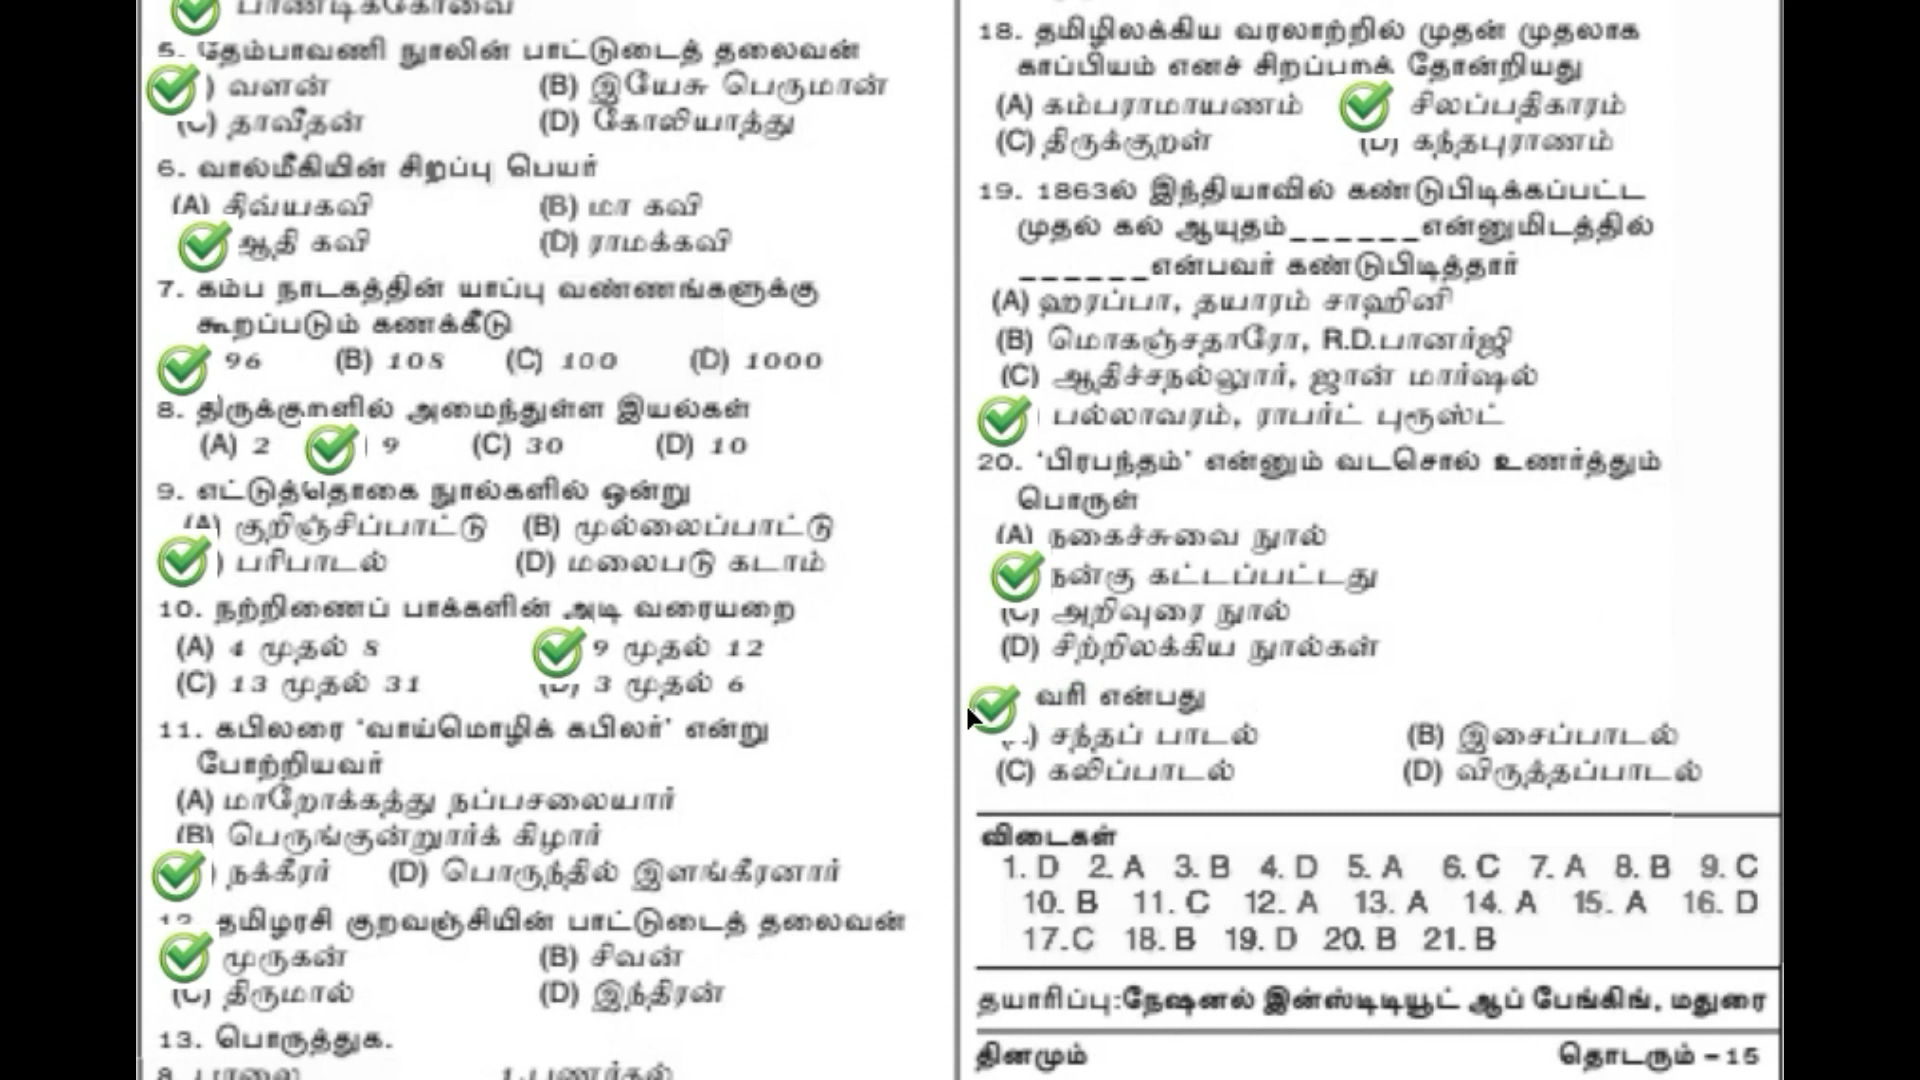 பாண்டிக்கோவை
5. தேம்பாவணி நூலின் பாட்டுடைத் தலைவன்
) வளன் (B) இயேசு பெருமான்
(C) தாவீதன் (D) கோலியாத்து
6. வால்மீகியின் சிறப்பு பெயர்
(A) திவ்யகவி (B) மா கவி
ஆதி கவி (D) ராமக்கவி
7. கம்ப நாடகத்தின் யாப்பு வண்ணங்களுக்கு
கூறப்படும் கணக்கீடு
96 (B) 108 (C) 100 (D) 1000
8. திருக்குறளில் அமைந்துள்ள இயல்கள்
(A) 2 9 (C) 30 (D) 10
9. எட்டுத்தொகை நூல்களில் ஒன்று
(A) குறிஞ்சிப்பாட்டு (B) முல்லைப்பாட்டு
) பரிபாடல் (D) மலைபடு கடாம்
10. நற்றிணைப் பாக்களின் அடி வரையறை
(A) 4 முதல் 8 9 முதல் 12
(C) 13 முதல் 31 (D) 3 முதல் 6
11. கபிலரை 'வாய்மொழிக் கபிலர்' என்று
போற்றியவர்
(A) மாறோக்கத்து நப்பசலையார்
(B) பெருங்குன்றூர்க் கிழார்
) நக்கீரர் (D) பொருந்தில் இளங்கீரனார்
12. தமிழரசி குறவஞ்சியின் பாட்டுடைத் தலைவன்
முருகன் (B) சிவன்
(C) திருமால் (D) இந்திரன்
13. பொருத்துக.
a. பாலை 1. புணர்தல்
18. தமிழிலக்கிய வரலாற்றில் முதன் முதலாக
காப்பியம் எனச் சிறப்பாகத் தோன்றியது
(A) கம்பராமாயணம் சிலப்பதிகாரம்
(C) திருக்குறள் (D) கந்தபுராணம்
19. 1863ல் இந்தியாவில் கண்டுபிடிக்கப்பட்ட
முதல் கல் ஆயுதம்______என்னுமிடத்தில்
______என்பவர் கண்டுபிடித்தார்
(A) ஹரப்பா, தயாரம் சாஹினி
(B) மொகஞ்சதாரோ, R.D.பானர்ஜி
(C) ஆதிச்சநல்லூர், ஜான் மார்ஷல்
பல்லாவரம், ராபர்ட் புரூஸ்ட்
20. 'பிரபந்தம்' என்னும் வடசொல் உணர்த்தும்
பொருள்
(A) நகைச்சுவை நூல்
நன்கு கட்டப்பட்டது
(C) அறிவுரை நூல்
(D) சிற்றிலக்கிய நூல்கள்
வரி என்பது
(A) சந்தப் பாடல் (B) இசைப்பாடல்
(C) கலிப்பாடல் (D) விருத்தப்பாடல்
விடைகள்
1. D 2. A 3. B 4. D 5. A 6. C 7. A 8. B 9. C
10. B 11. C 12. A 13. A 14. A 15. A 16. D
17.C 18. B 19. D 20. B 21. B
தயாரிப்பு:நேஷனல் இன்ஸ்டிடியூட் ஆப் பேங்கிங், மதுரை
தினமும் தொடரும் – 15